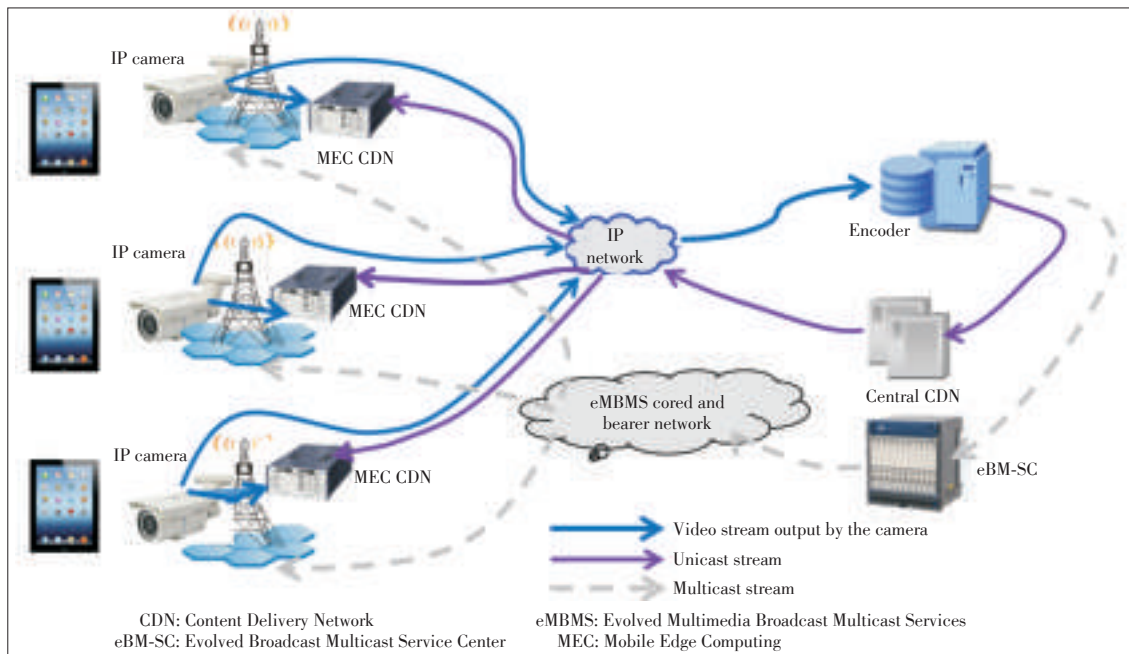 IP camera
MEC CDN
IP camera
IP
network
Encoder
MEC CDN
Central CDN
eMBMS cored and
bearer network
IP camera
MEC CDN
eBM-SC
Video stream output by the camera
Unicast stream
Multicast stream
CDN: Content Delivery Network
eMBMS: Evolved Multimedia Broadcast Multicast Services
eBM-SC: Evolved Broadcast Multicast Service Center
MEC: Mobile Edge Computing